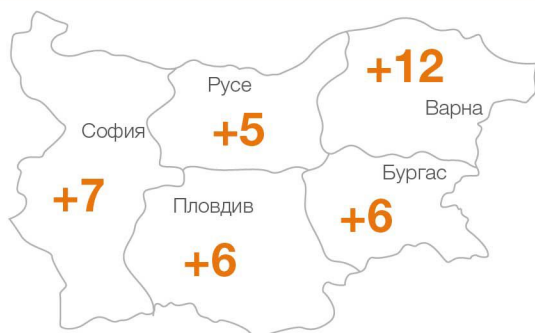 +12
Русе
Варна
+5
София
Бургас
+7
Пловдив
+6
+6